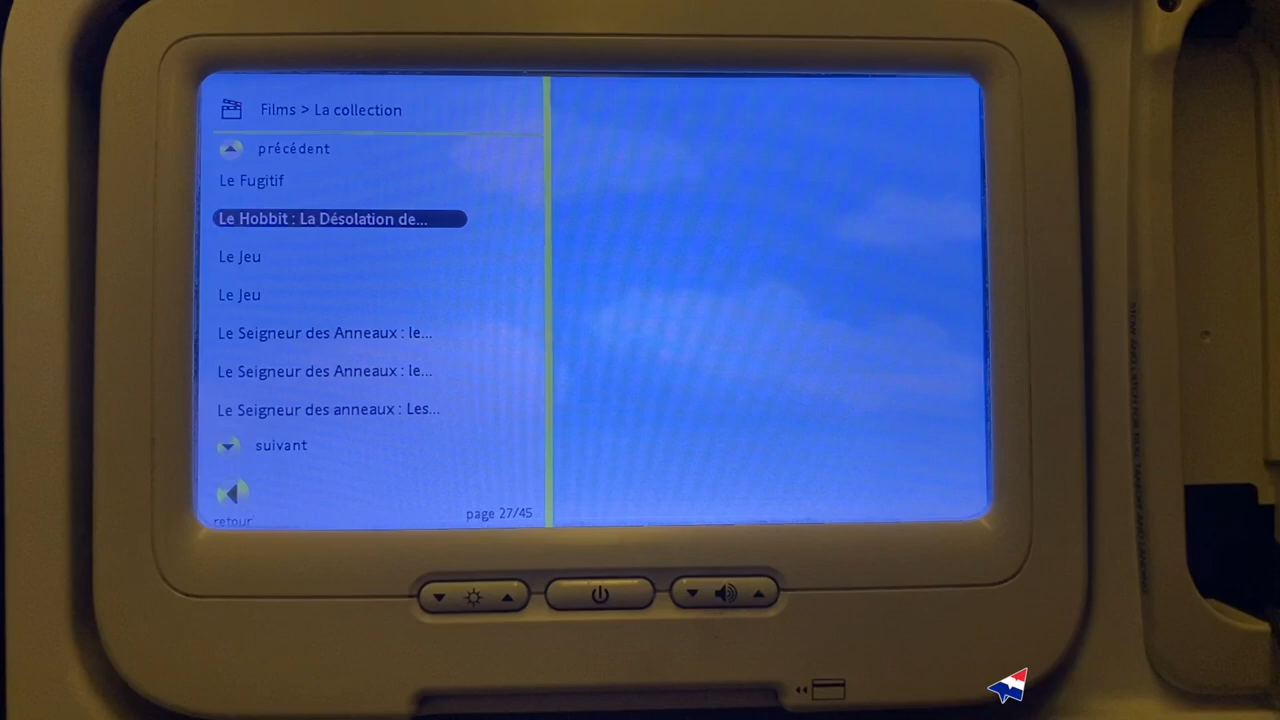 Films > La collection
précédent
Le Fugitif
Le Hobbit : La Désolation de...
Le Jeu
Le Jeu
Le Seigneur des Anneaux : le...
Le Seigneur des Anneaux : le...
Le Seigneur des anneaux : Les...
suivant
retour
page 27/45